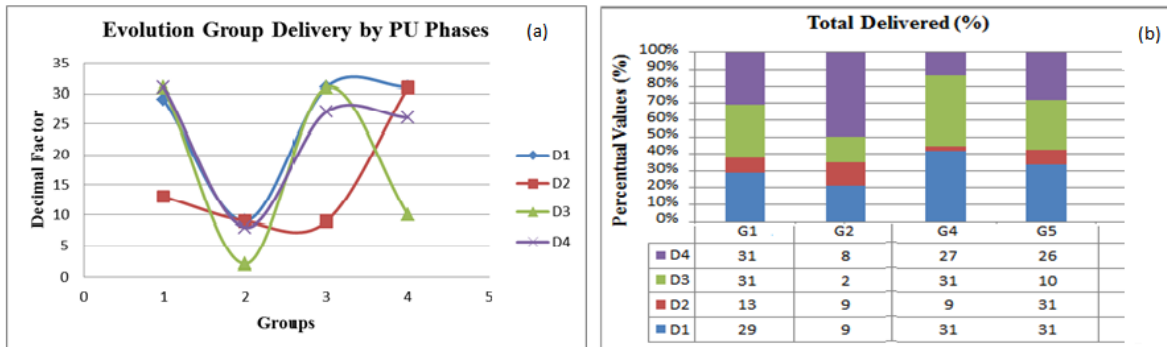 Evolution Group Delivery by PU Phases
(a)
Decimal Factor
35
30
25
20
15
10
5
0
0 1 2 3 4 5
Groups
D1
D2
D3
D4
Total Delivered (%)
(b)
Percentual Values (%)
100%
90%
80%
70%
60%
50%
40%
30%
20%
10%
0%
G1 G2 G4 G5
D4 31 8 27 26
D3 31 2 31 10
D2 13 9 9 31
D1 29 9 31 31